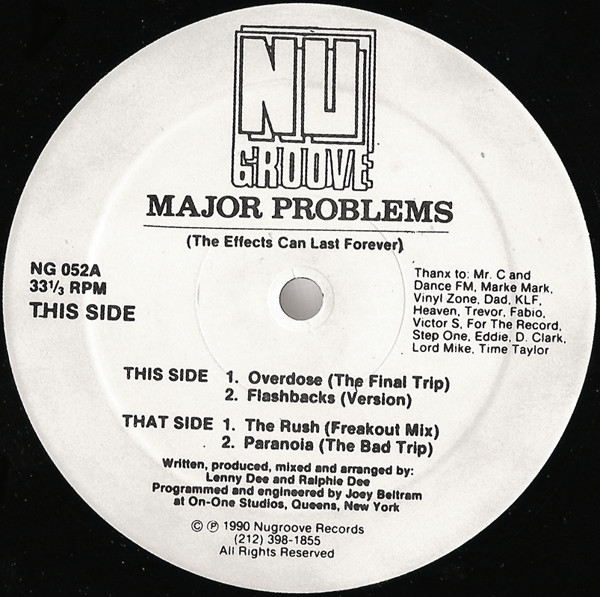 NU
GROOVE
MAJOR PROBLEMS
(The Effects Can Last Forever)
NG 052A
33⅓ RPM
THIS SIDE
Thanx to: Mr. C and
Dance FM, Marke Mark,
Vinyl Zone, Dad, KLF,
Heaven, Trevor, Fabio,
Victor S, For The Record,
Step One, Eddie, D. Clark,
Lord Mike, Time Taylor
THIS SIDE 1. Overdose (The Final Trip)
2. Flashbacks (Version)
THAT SIDE 1. The Rush (Freakout Mix)
2. Paranoia (The Bad Trip)
Written, produced, mixed and arranged by:
Lenny Dee and Ralphie Dee
Programmed and engineered by Joey Beltram
at On-One Studios, Queens, New York
© ℗ 1990 Nugroove Records
(212) 398-1855
All Rights Reserved